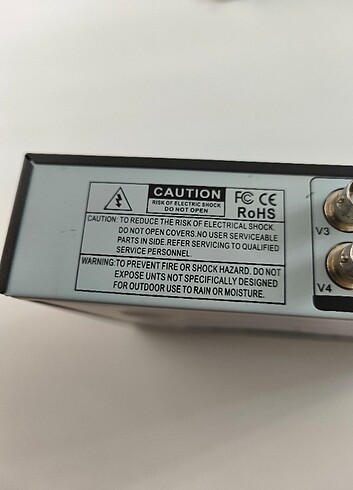 CAUTION
RISK OF ELECTRIC SHOCK
DO NOT OPEN
FC CE
RoHS
CAUTION: TO REDUCE THE RISK OF ELECTRICAL SHOCK.
DO NOT OPEN COVERS.NO USER SERVICEABLE
PARTS IN SIDE.REFER SERVICING TO QUALIFIED
SERVICE PERSONNEL.
WARNING:TO PREVENT FIRE OR SHOCK HAZARD. DO NOT
EXPOSE UNITS NOT SPECIFICALLY DESIGNED
FOR OUTDOOR USE TO RAIN OR MOISTURE.
V3
V4